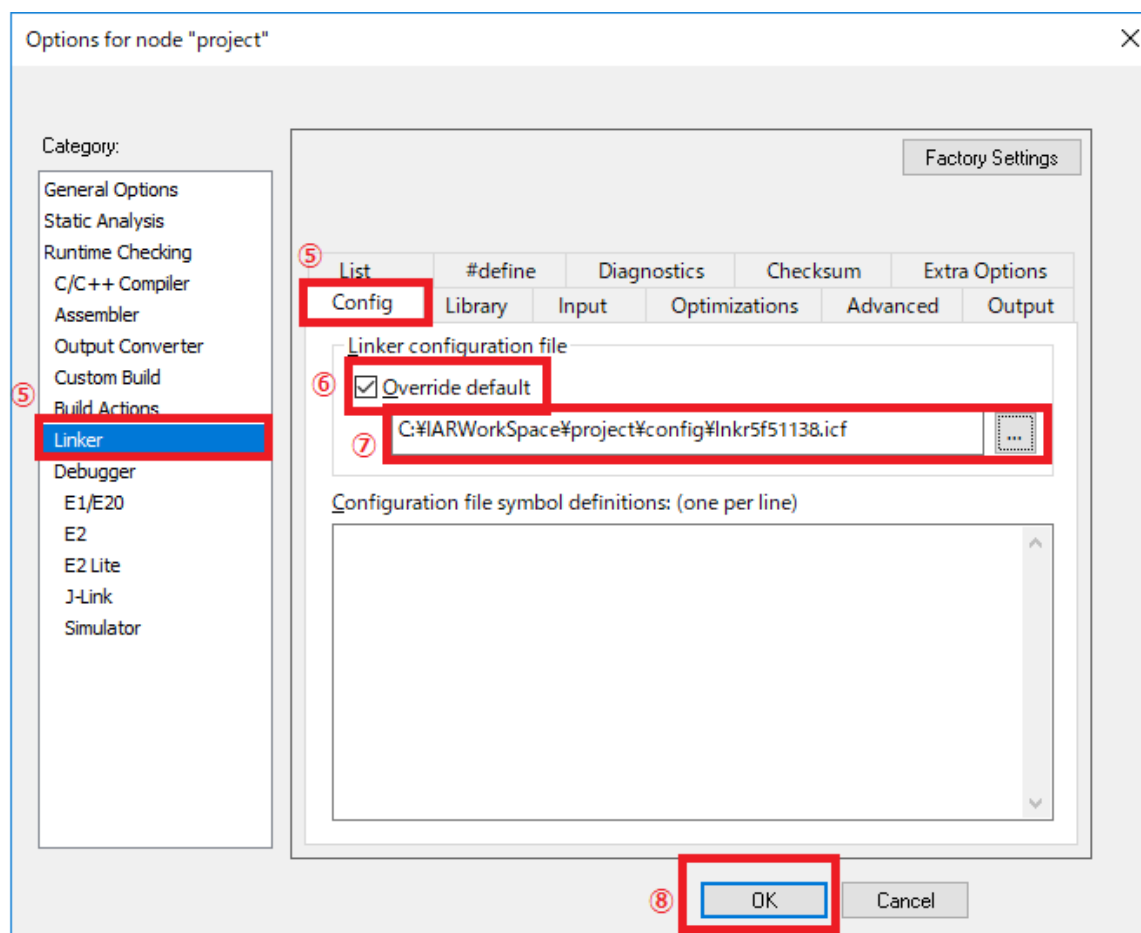 Options for node "project"
Category:
General Options
Static Analysis
Runtime Checking
C/C++ Compiler
Assembler
Output Converter
Custom Build
Build Actions
⑤
Linker
Debugger
E1/E20
E2
E2 Lite
J-Link
Simulator
Factory Settings
⑤
List #define Diagnostics Checksum Extra Options
Config Library Input Optimizations Advanced Output
Linker configuration file
⑥ Override default
⑦ C:¥IARWorkSpace¥project¥config¥lnkr5f51138.icf ...
Configuration file symbol definitions: (one per line)
⑧ OK Cancel